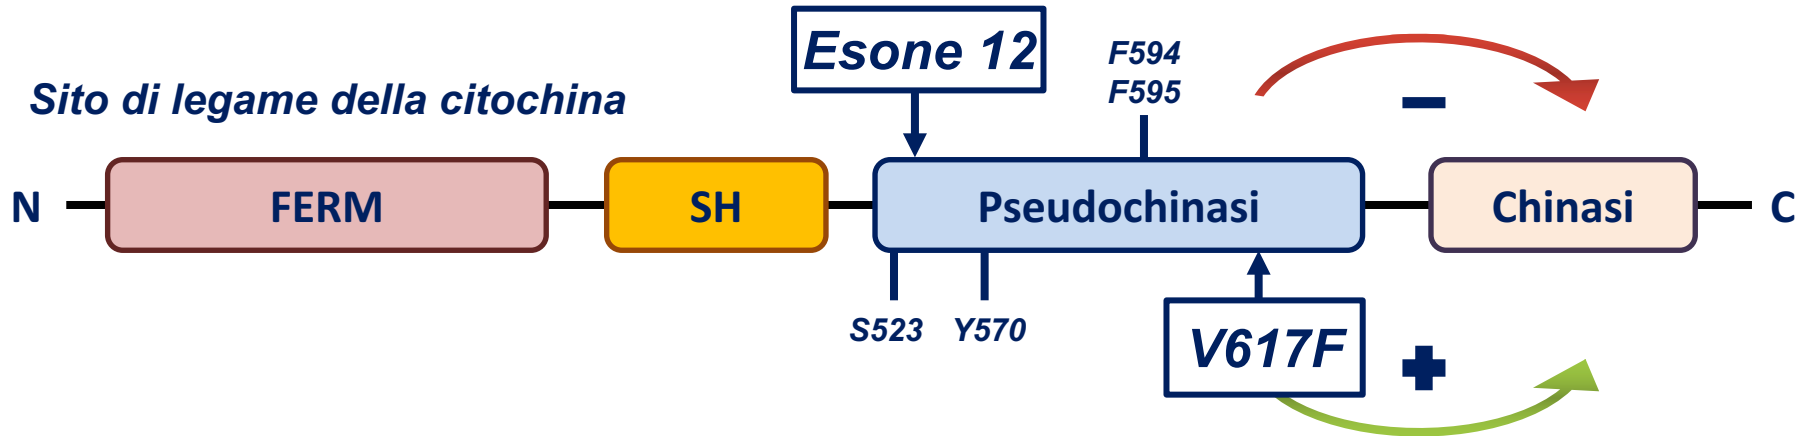 Esone 12
F594
F595
Sito di legame della citochina
–
N
FERM
SH
Pseudochinasi
Chinasi
C
S523
Y570
V617F
+